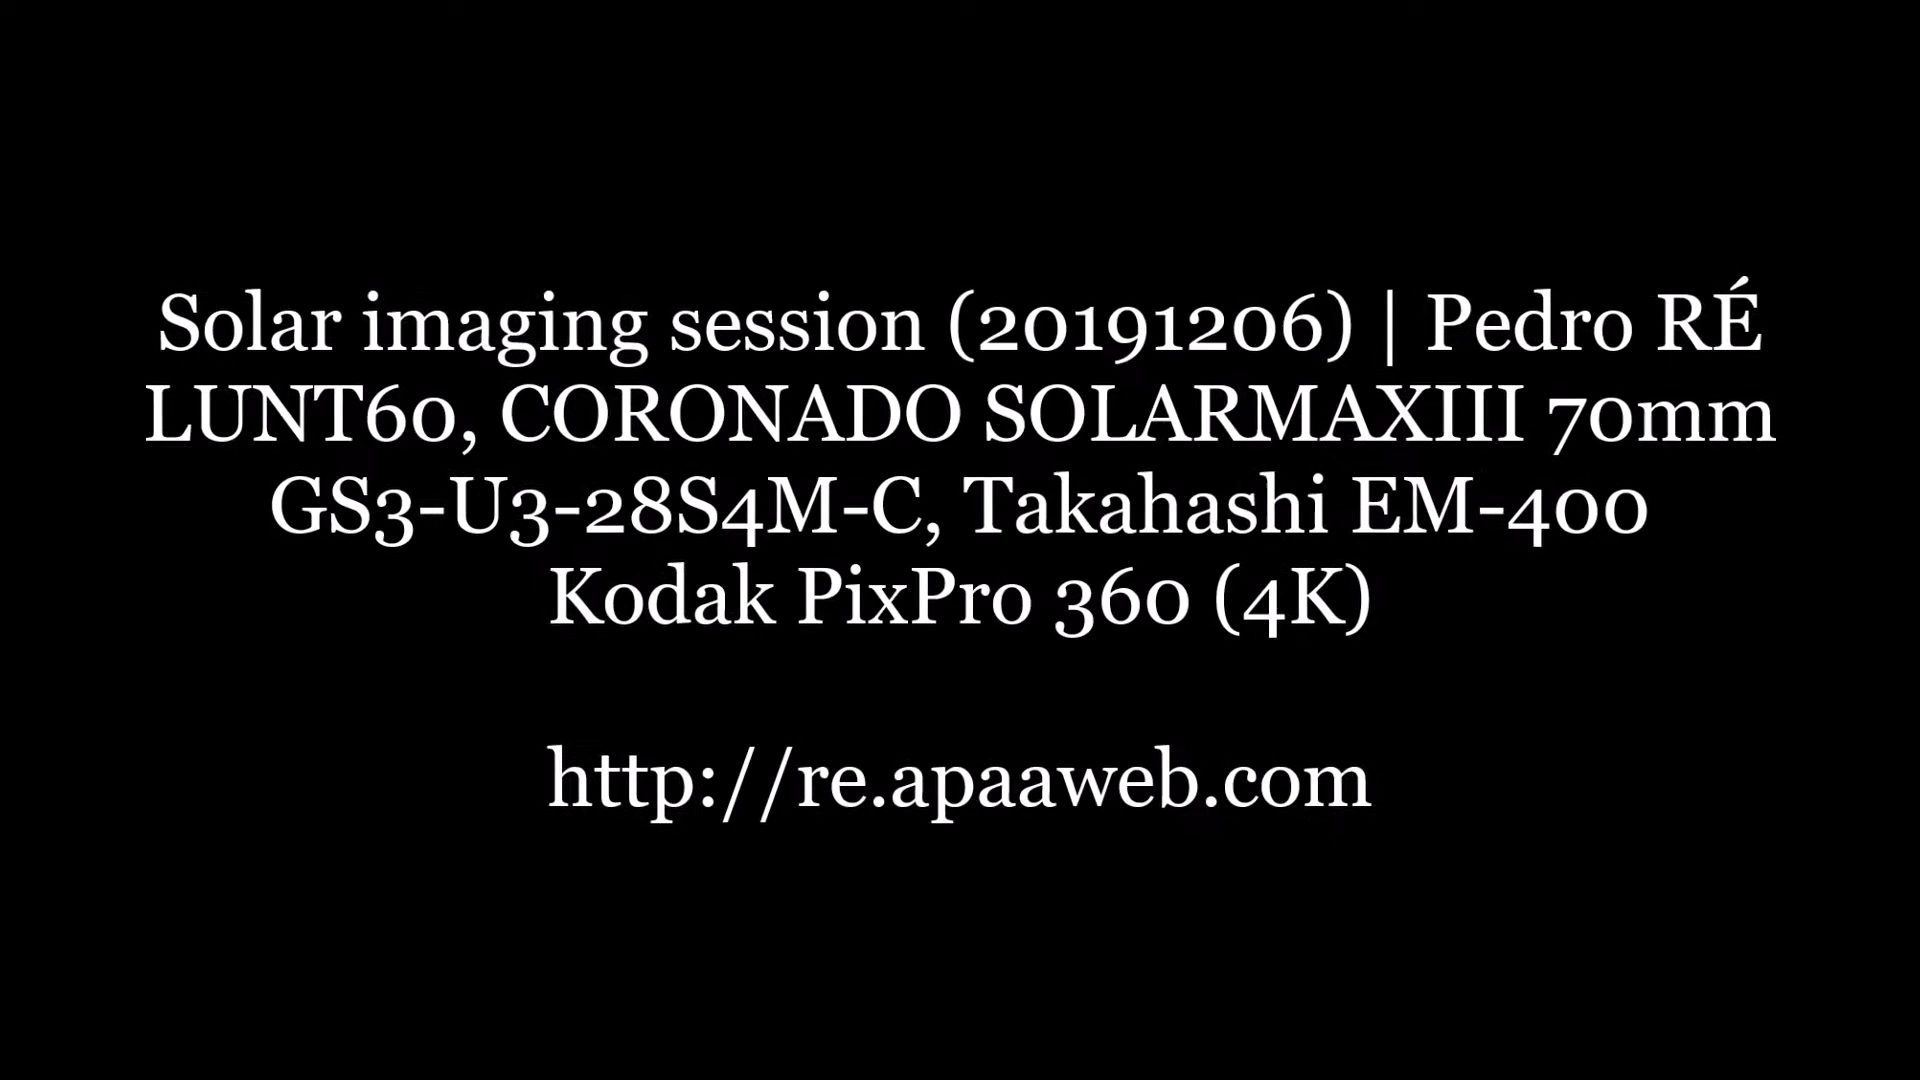 Solar imaging session (20191206) | Pedro RÉ
LUNT60, CORONADO SOLARMAXIII 70mm
GS3-U3-28S4M-C, Takahashi EM-400
Kodak PixPro 360 (4K)
http://re.apaaweb.com